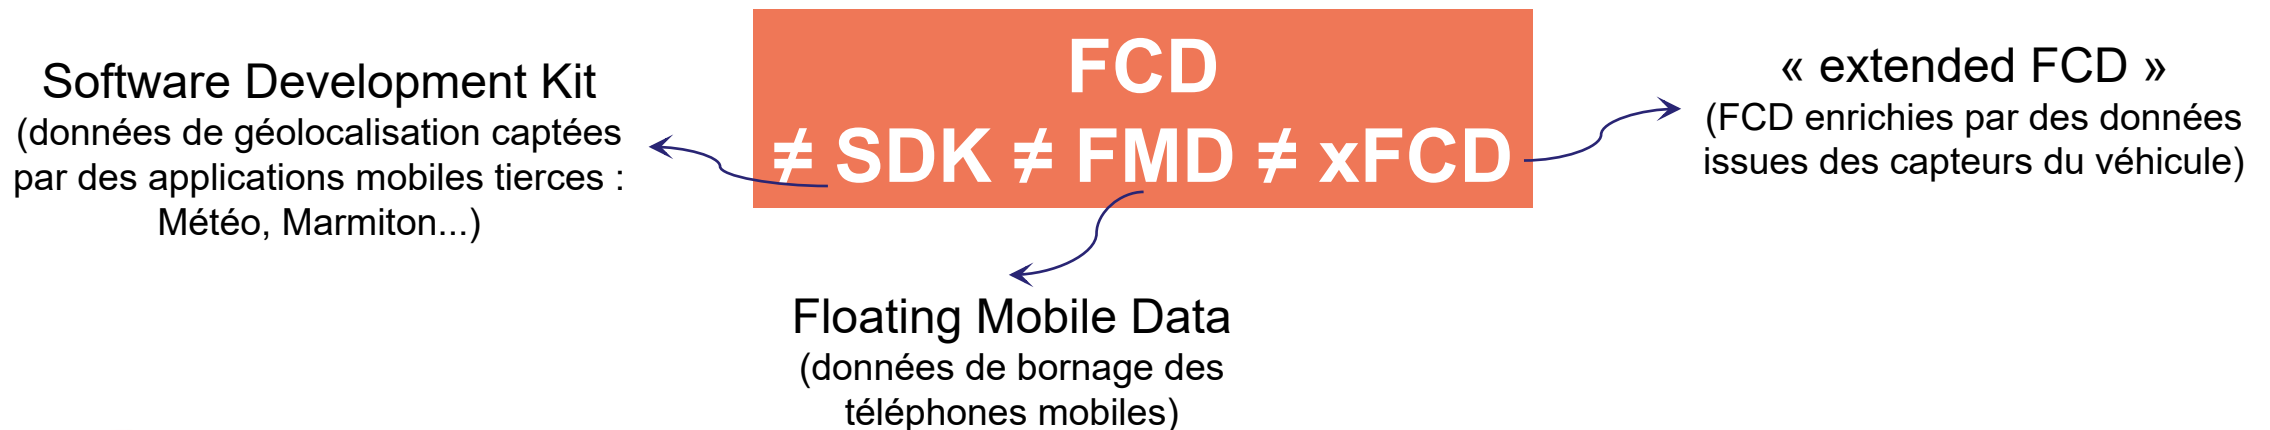 FCD
≠ SDK ≠ FMD ≠ xFCD
Software Development Kit
(données de géolocalisation captées
par des applications mobiles tierces :
Météo, Marmiton...)
Floating Mobile Data
(données de bornage des
téléphones mobiles)
« extended FCD »
(FCD enrichies par des données
issues des capteurs du véhicule)